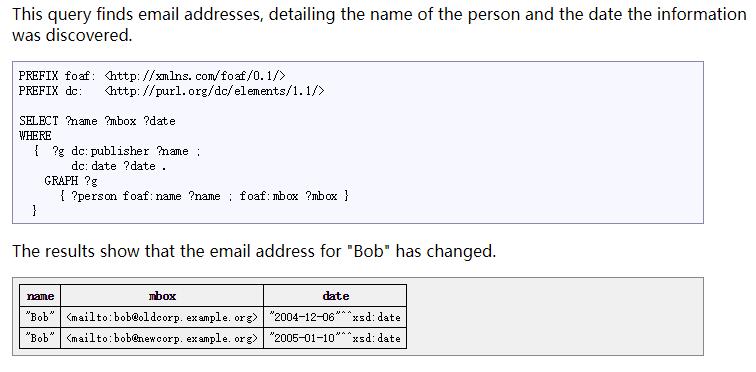 This query finds email addresses, detailing the name of the person and the date the information
was discovered.
PREFIX foaf: <http://xmlns.com/foaf/0.1/>
PREFIX dc:   <http://purl.org/dc/elements/1.1/>
SELECT ?name ?mbox ?date
WHERE
  {  ?g dc:publisher ?name ;
        dc:date ?date .
    GRAPH ?g
      { ?person foaf:name ?name ; foaf:mbox ?mbox }
  }
The results show that the email address for "Bob" has changed.
name mbox date
"Bob" <mailto:bob@oldcorp.example.org> "2004-12-06"^^xsd:date
"Bob" <mailto:bob@newcorp.example.org> "2005-01-10"^^xsd:date